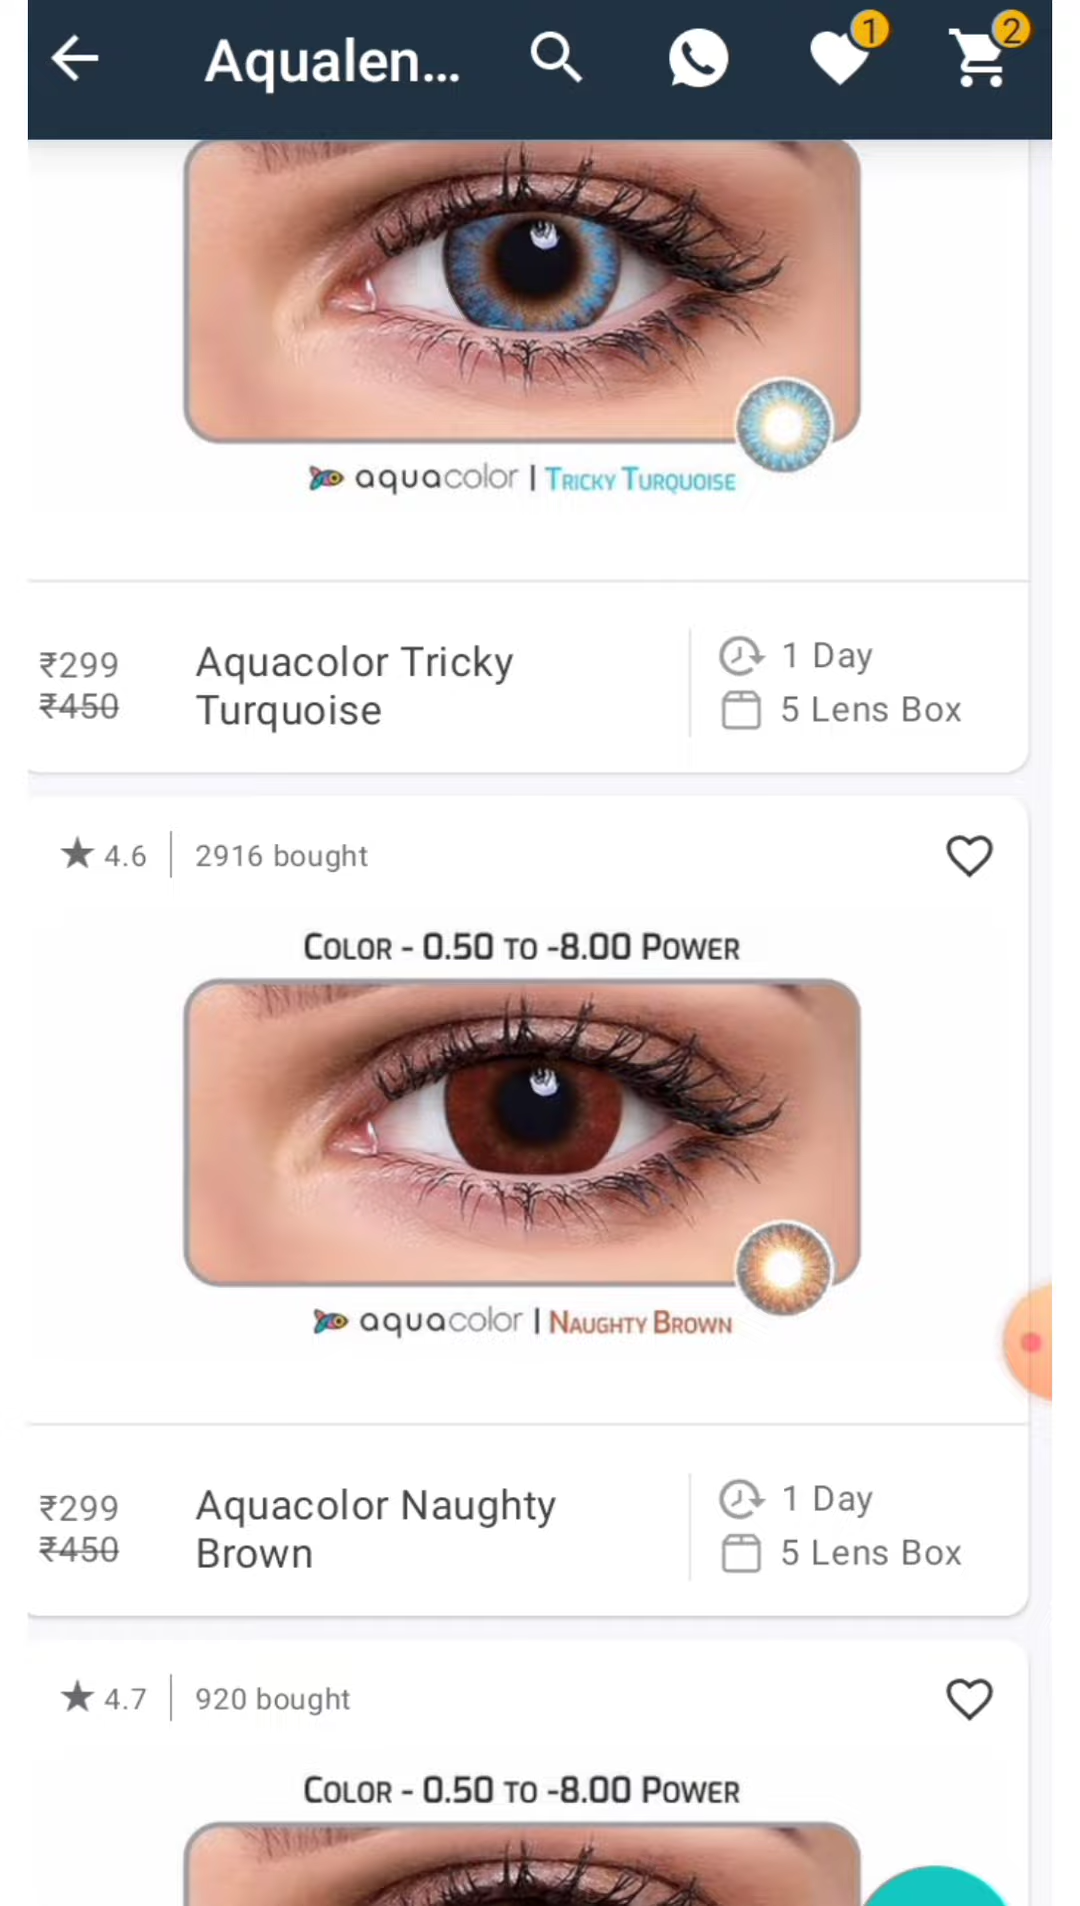 Aqualen...
1
2
aquacolor | Tricky Turquoise
₹299
₹450
Aquacolor Tricky
Turquoise
1 Day
5 Lens Box
4.6
2916 bought
Color - 0.50 to -8.00 Power
aquacolor | Naughty Brown
₹299
₹450
Aquacolor Naughty
Brown
1 Day
5 Lens Box
4.7
920 bought
Color - 0.50 to -8.00 Power